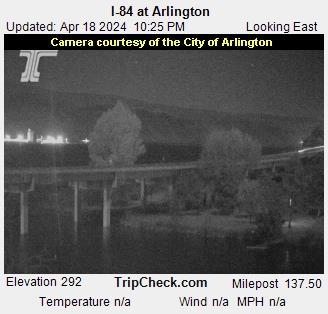 I-84 at Arlington
Updated: Apr 18 2024 10:25 PM Looking East
Camera courtesy of the City of Arlington
Elevation 292 TripCheck.com Milepost 137.50
Temperature n/a Wind n/a MPH n/a